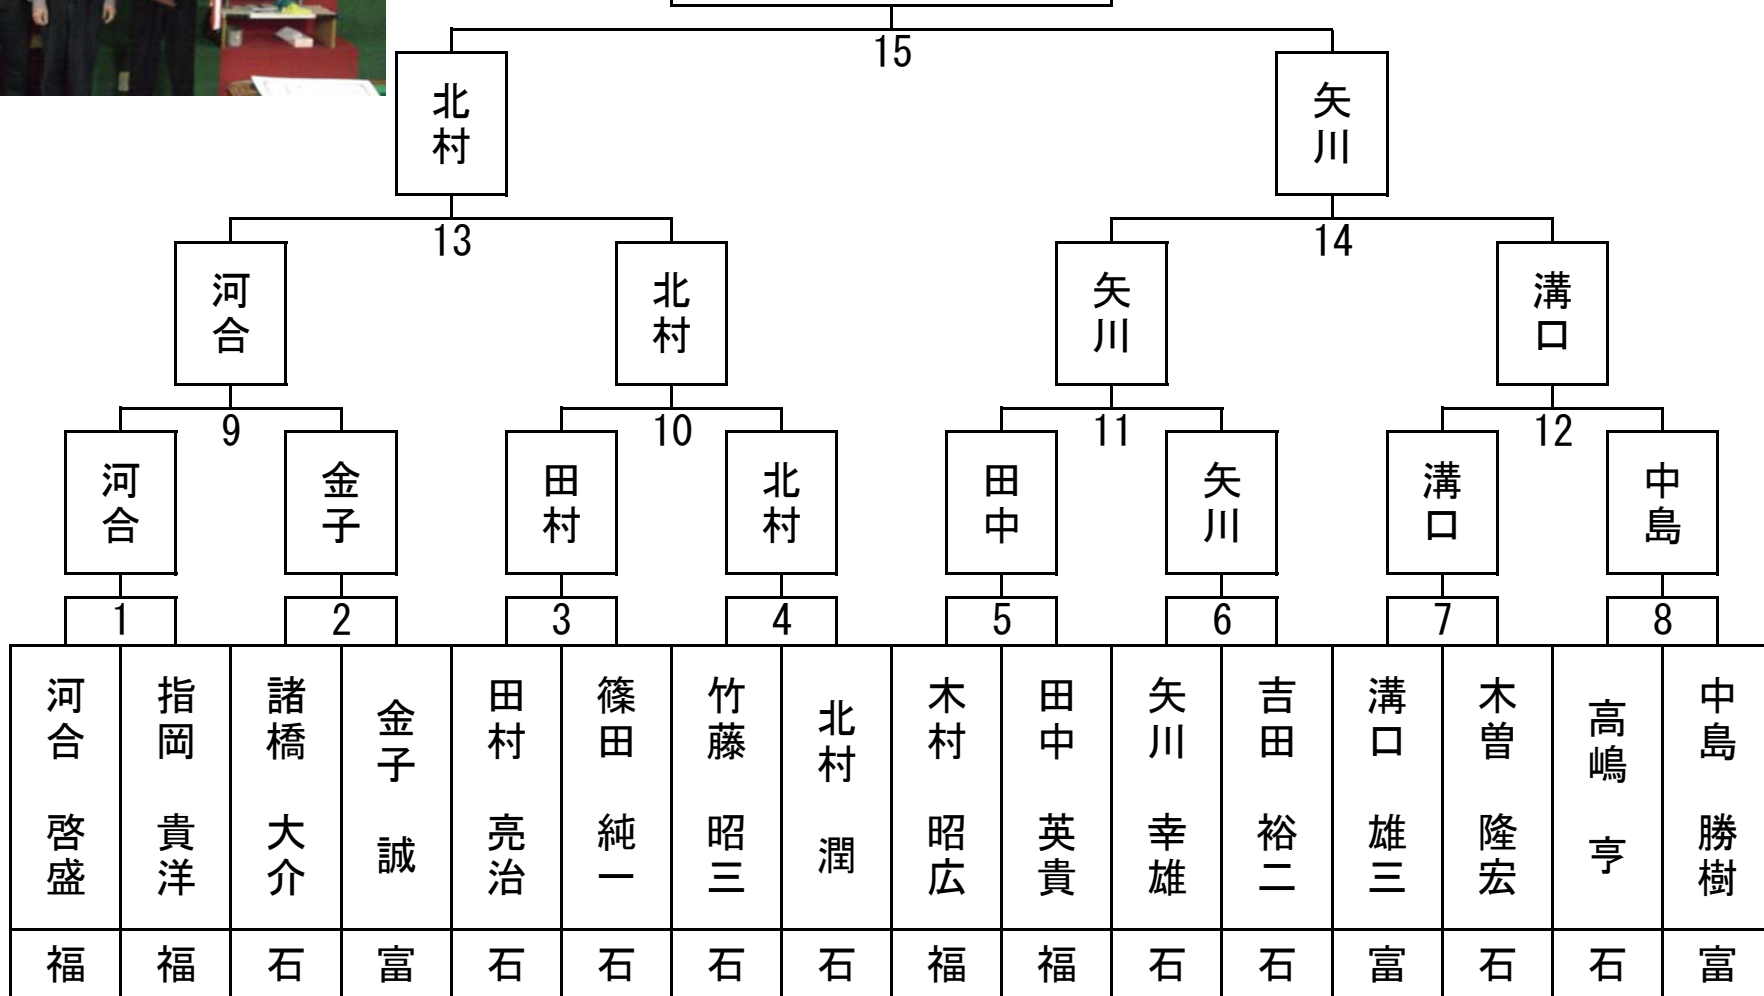 15
北村
矢川
13
14
河合
北村
矢川
溝口
9
10
11
12
河合
金子
田村
北村
田中
矢川
溝口
中島
1
2
3
4
5
6
7
8
河合 啓盛
指岡 貴洋
諸橋 大介
金子 誠
田村 亮治
篠田 純一
竹藤 昭三
北村 潤
木村 昭広
田中 英貴
矢川 幸雄
吉田 裕二
溝口 雄三
木曽 隆宏
高嶋 亨
中島 勝樹
福
福
石
富
石
石
石
石
福
福
石
石
富
石
石
富